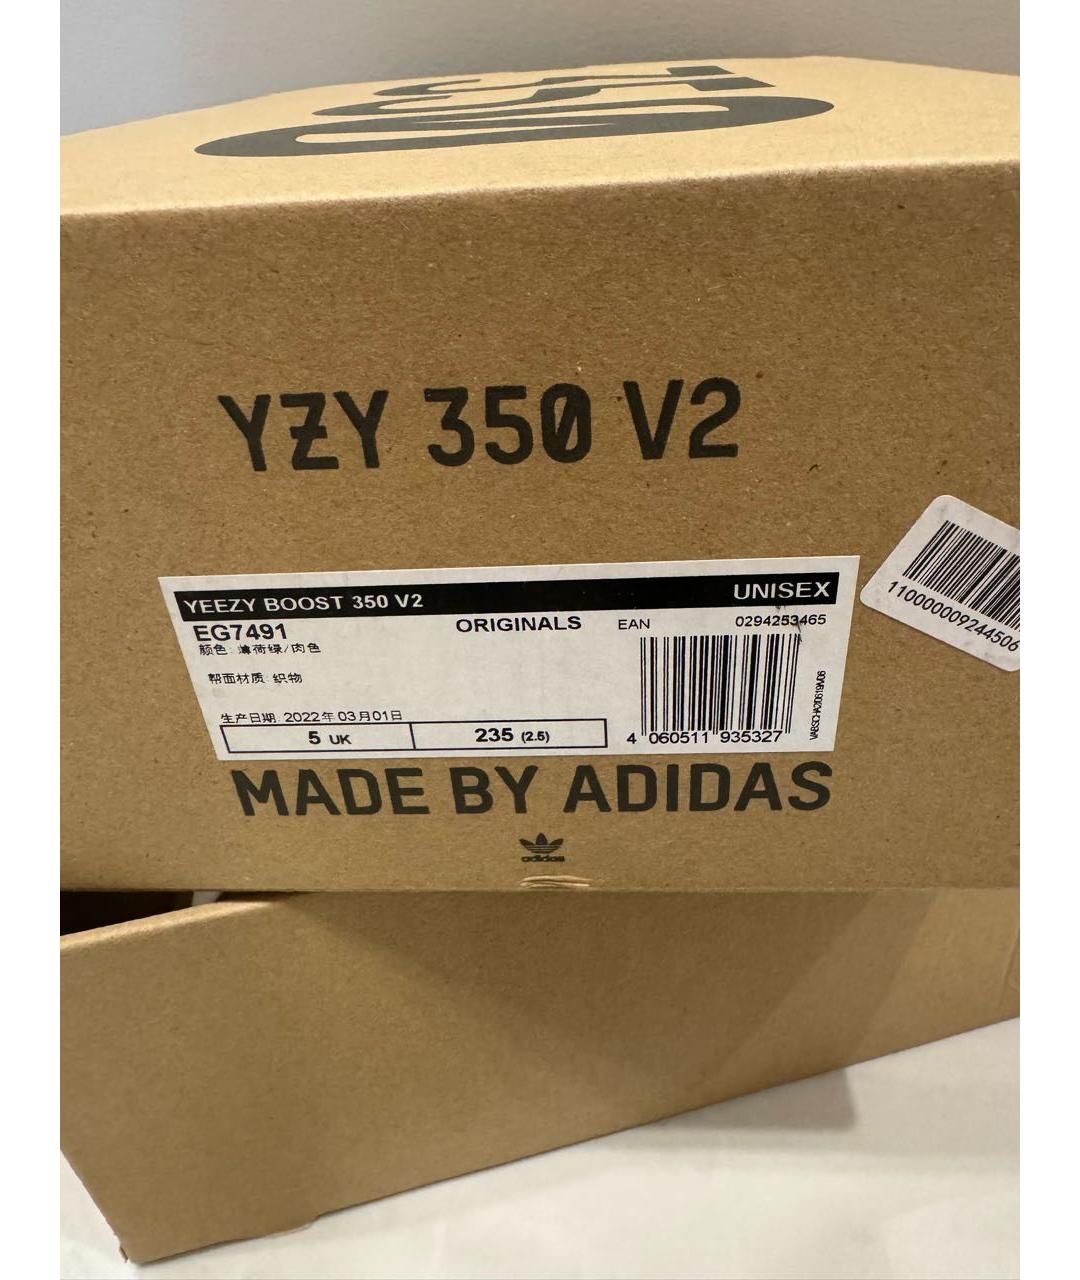 YZY 350 V2
YEEZY BOOST 350 V2 UNISEX
EG7491 ORIGINALS EAN 0294253465
颜色: 薄荷绿/肉色
帮面材质: 织物
生产日期: 2022年03月01日
5 UK 235 (2.5)
4 060511 935327
110000009244506
MADE BY ADIDAS
adidas